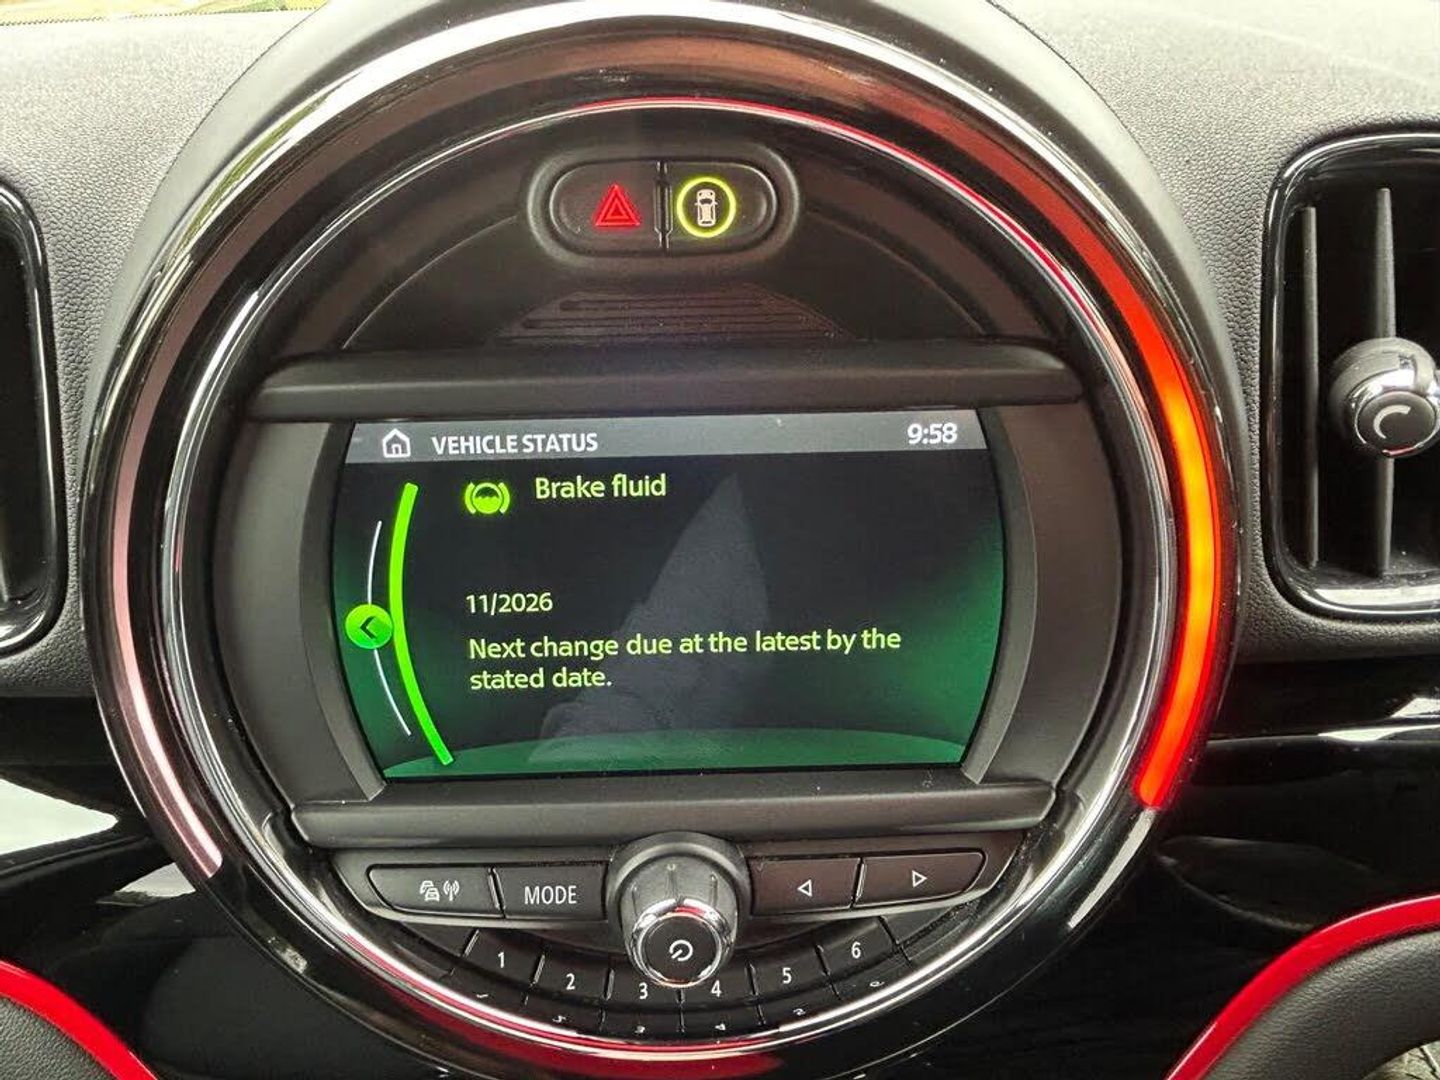 VEHICLE STATUS
9:58
Brake fluid
11/2026
Next change due at the latest by the
stated date.
MODE
1
2
3
4
5
6